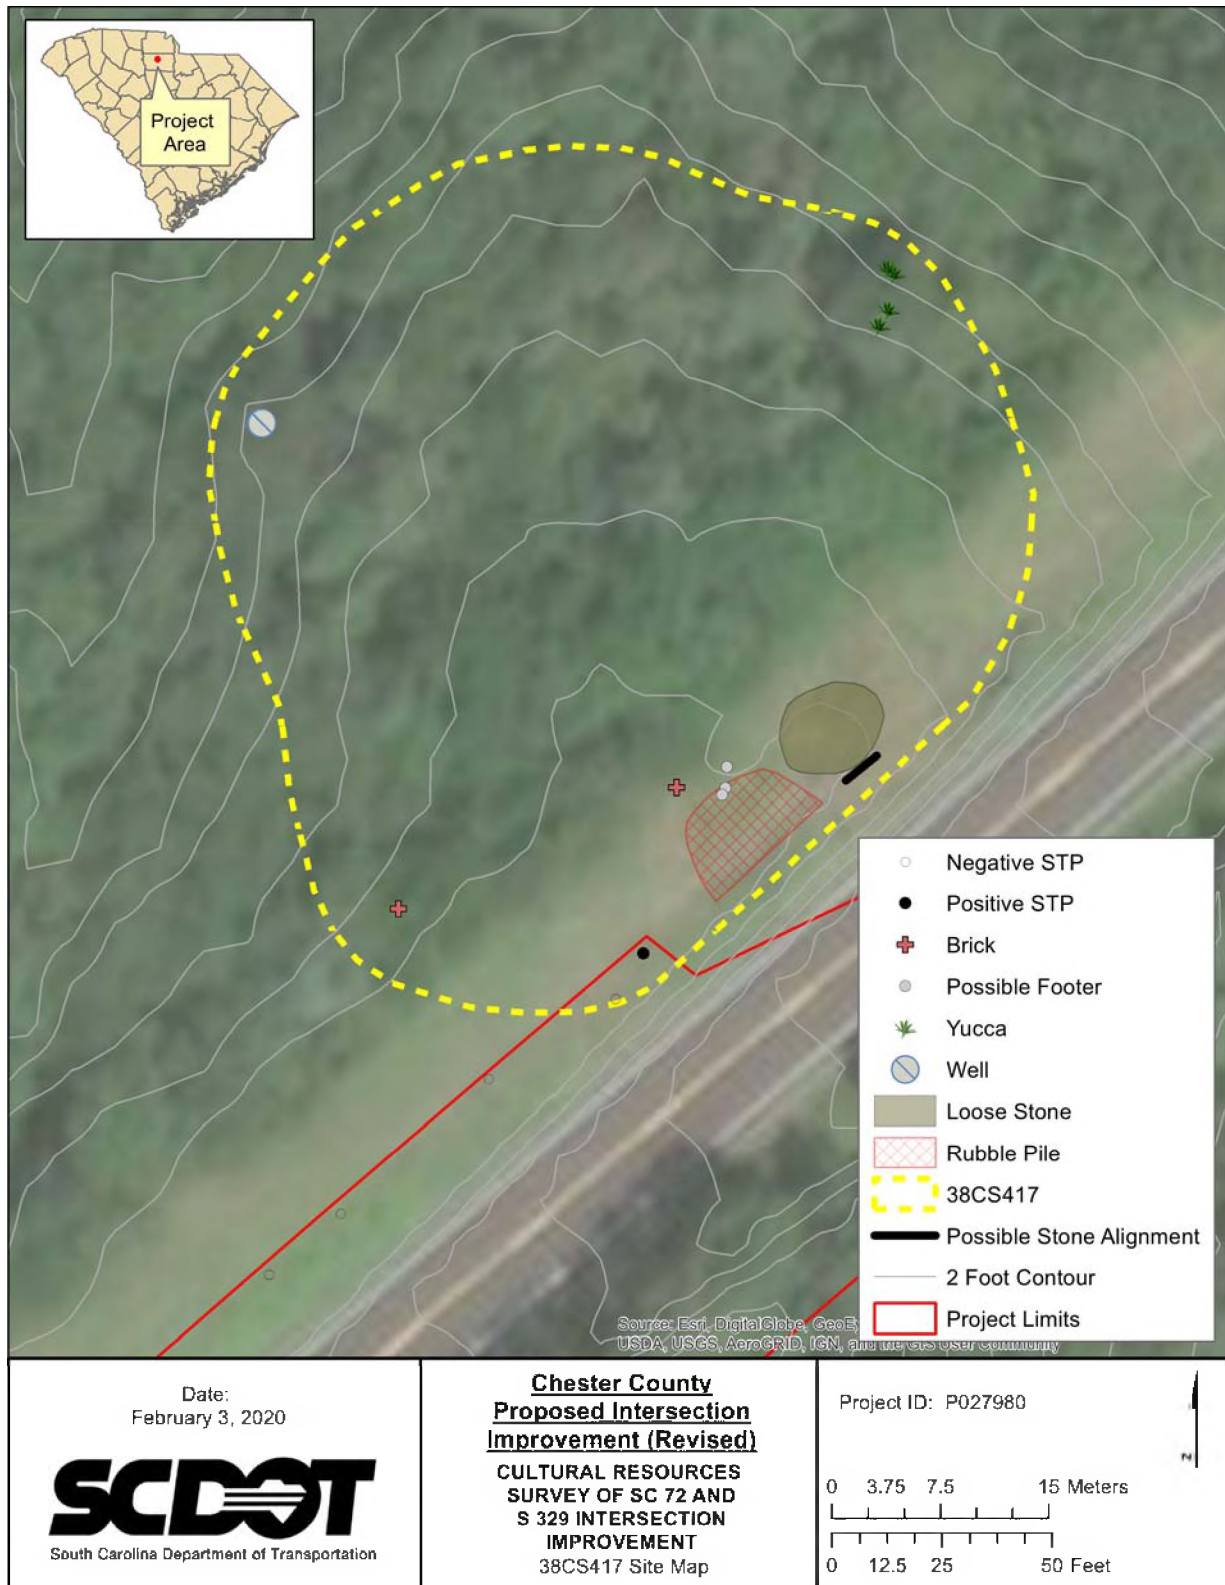 Project
Area
Negative STP
Positive STP
Brick
Possible Footer
Yucca
Well
Loose Stone
Rubble Pile
38CS417
Possible Stone Alignment
2 Foot Contour
Project Limits
Source: Esri, DigitalGlobe,
USDA, USGS, AeroGRID, IGN, and the GIS User Community
Date:
February 3, 2020
SCDOT
South Carolina Department of Transportation
Chester County
Proposed Intersection
Improvement (Revised)
CULTURAL RESOURCES
SURVEY OF SC 72 AND
S 329 INTERSECTION
IMPROVEMENT
38CS417 Site Map
Project ID: P027980
N
0 3.75 7.5 15 Meters
0 12.5 25 50 Feet